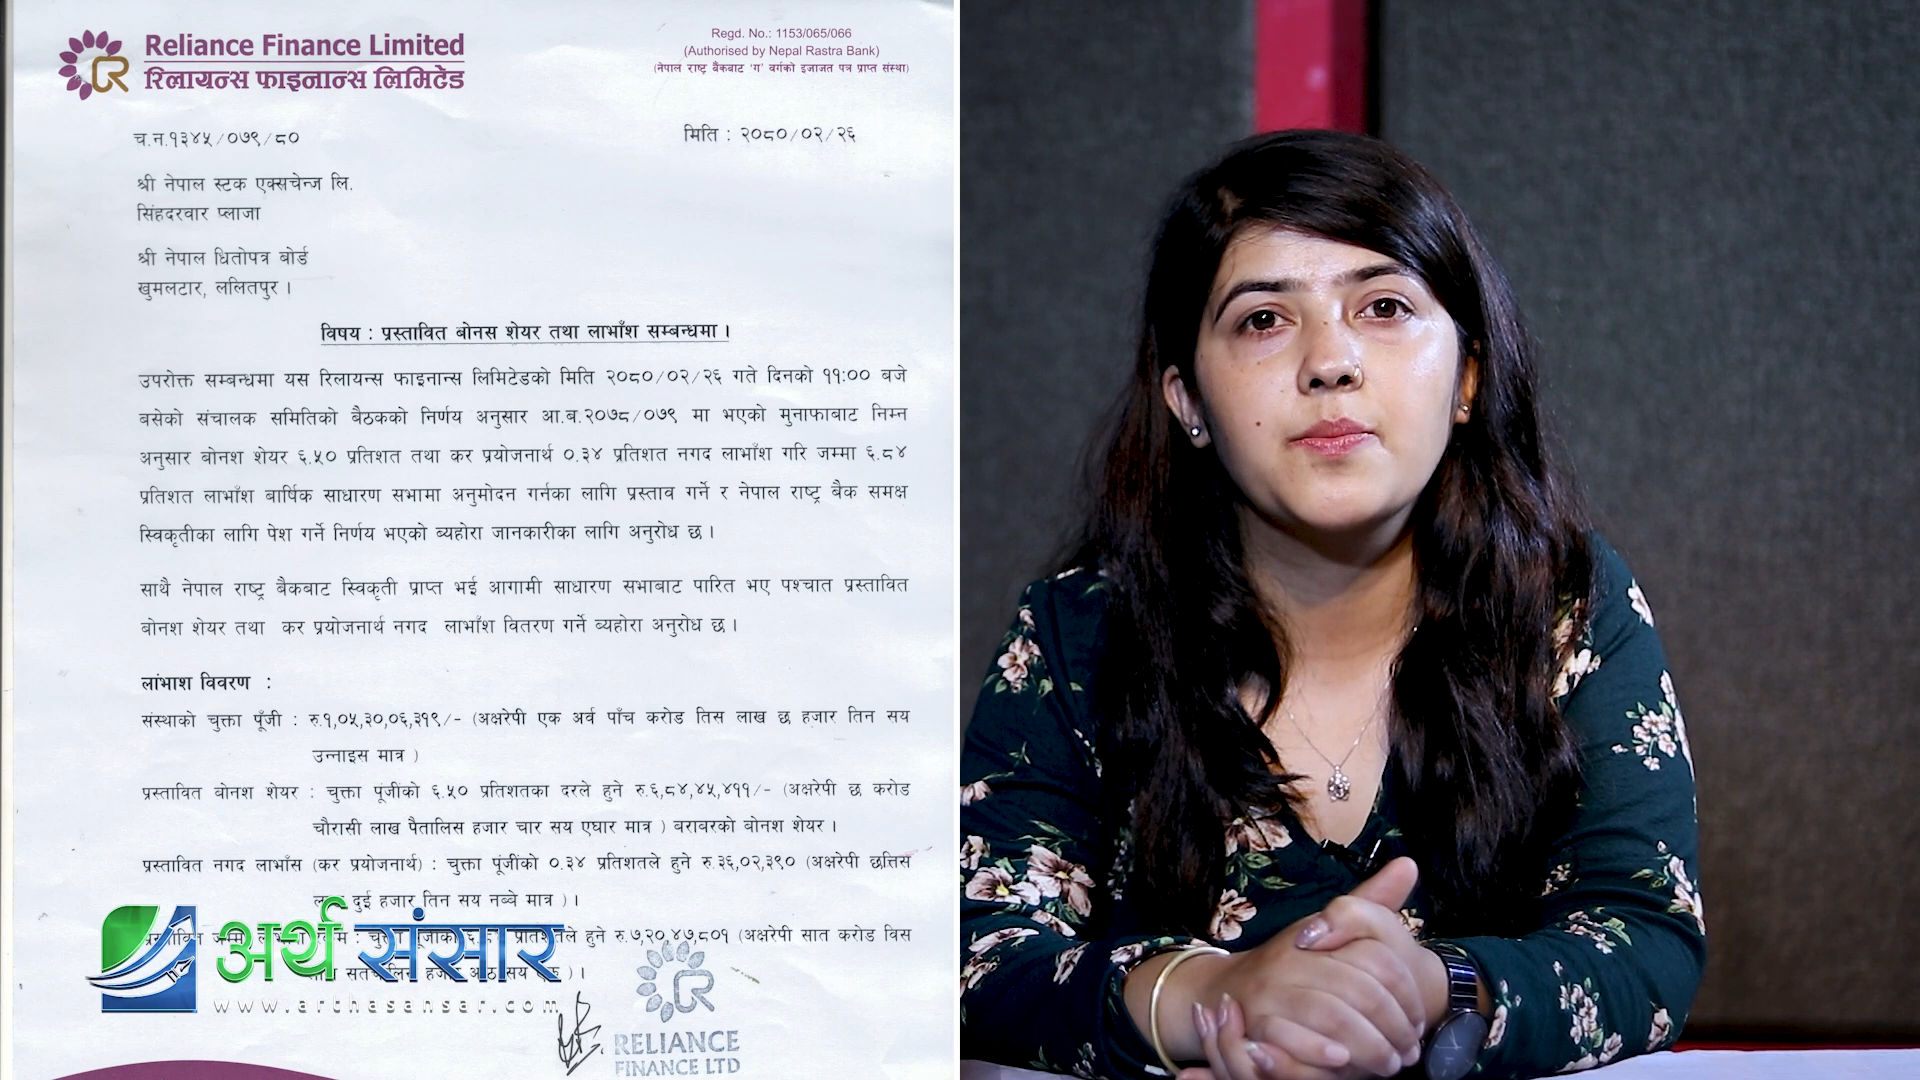 Reliance Finance Limited
रिलायन्स फाइनान्स लिमिटेड
Regd. No.: 1153/065/066
(Authorised by Nepal Rastra Bank)
(नेपाल राष्ट्र बैंकबाट 'ग' वर्गको इजाजत पत्र प्राप्त संस्था)
च.न.१३४५/०७९/८०
मिति : २०८०/०२/२६
श्री नेपाल स्टक एक्सचेन्ज लि.
सिंहदरवार प्लाजा
श्री नेपाल धितोपत्र बोर्ड
खुमलटार, ललितपुर ।
विषय : प्रस्तावित बोनस शेयर तथा लाभाँश सम्बन्धमा ।
उपरोक्त सम्बन्धमा यस रिलायन्स फाइनान्स लिमिटेडको मिति २०८०/०२/२६ गते दिनको ११:०० बजे
बसेको संचालक समितिको बैठकको निर्णय अनुसार आ.ब.२०७८/०७९ मा भएको मुनाफाबाट निम्न
अनुसार बोनश शेयर ६.५० प्रतिशत तथा कर प्रयोजनार्थ ०.३४ प्रतिशत नगद लाभाँश गरि जम्मा ६.८४
प्रतिशत लाभाँश बार्षिक साधारण सभामा अनुमोदन गर्नका लागि प्रस्ताव गर्ने र नेपाल राष्ट्र बैक समक्ष
स्विकृतीका लागि पेश गर्ने निर्णय भएको ब्यहोरा जानकारीका लागि अनुरोध छ ।
साथै नेपाल राष्ट्र बैकबाट स्विकृती प्राप्त भई आगामी साधारण सभाबाट पारित भए पश्चात प्रस्तावित
बोनश शेयर तथा कर प्रयोजनार्थ नगद लाभाँश वितरण गर्ने ब्यहोरा अनुरोध छ ।
लांभाश विवरण :
संस्थाको चुक्ता पूँजी : रु.१,०५,३०,०६,३१९/- (अक्षरेपी एक अर्व पाँच करोड तिस लाख छ हजार तिन सय
उन्नाइस मात्र )
प्रस्तावित बोनश शेयर : चुक्ता पूंजींको ६.५० प्रतिशतका दरले हुने रु.६,८४,४५,४११/- (अक्षरेपी छ करोड
चौरासी लाख पैतालिस हजार चार सय एघार मात्र ) बराबरको बोनश शेयर ।
प्रस्तावित नगद लाभाँस (कर प्रयोजनार्थ) : चुक्ता पूंजींको ०.३४ प्रतिशतले हुने रु.३६,०२,३९० (अक्षरेपी छत्तिस
दुई हजार तिन सय नब्बे मात्र ) ।
चुक्ता पूंजीको प्रतिशतले हुने रु.७,२०,४७,८०१ (अक्षरेपी सात करोड विस
अर्थ संसार
www.arthasansar.com
RELIANCE
FINANCE LTD